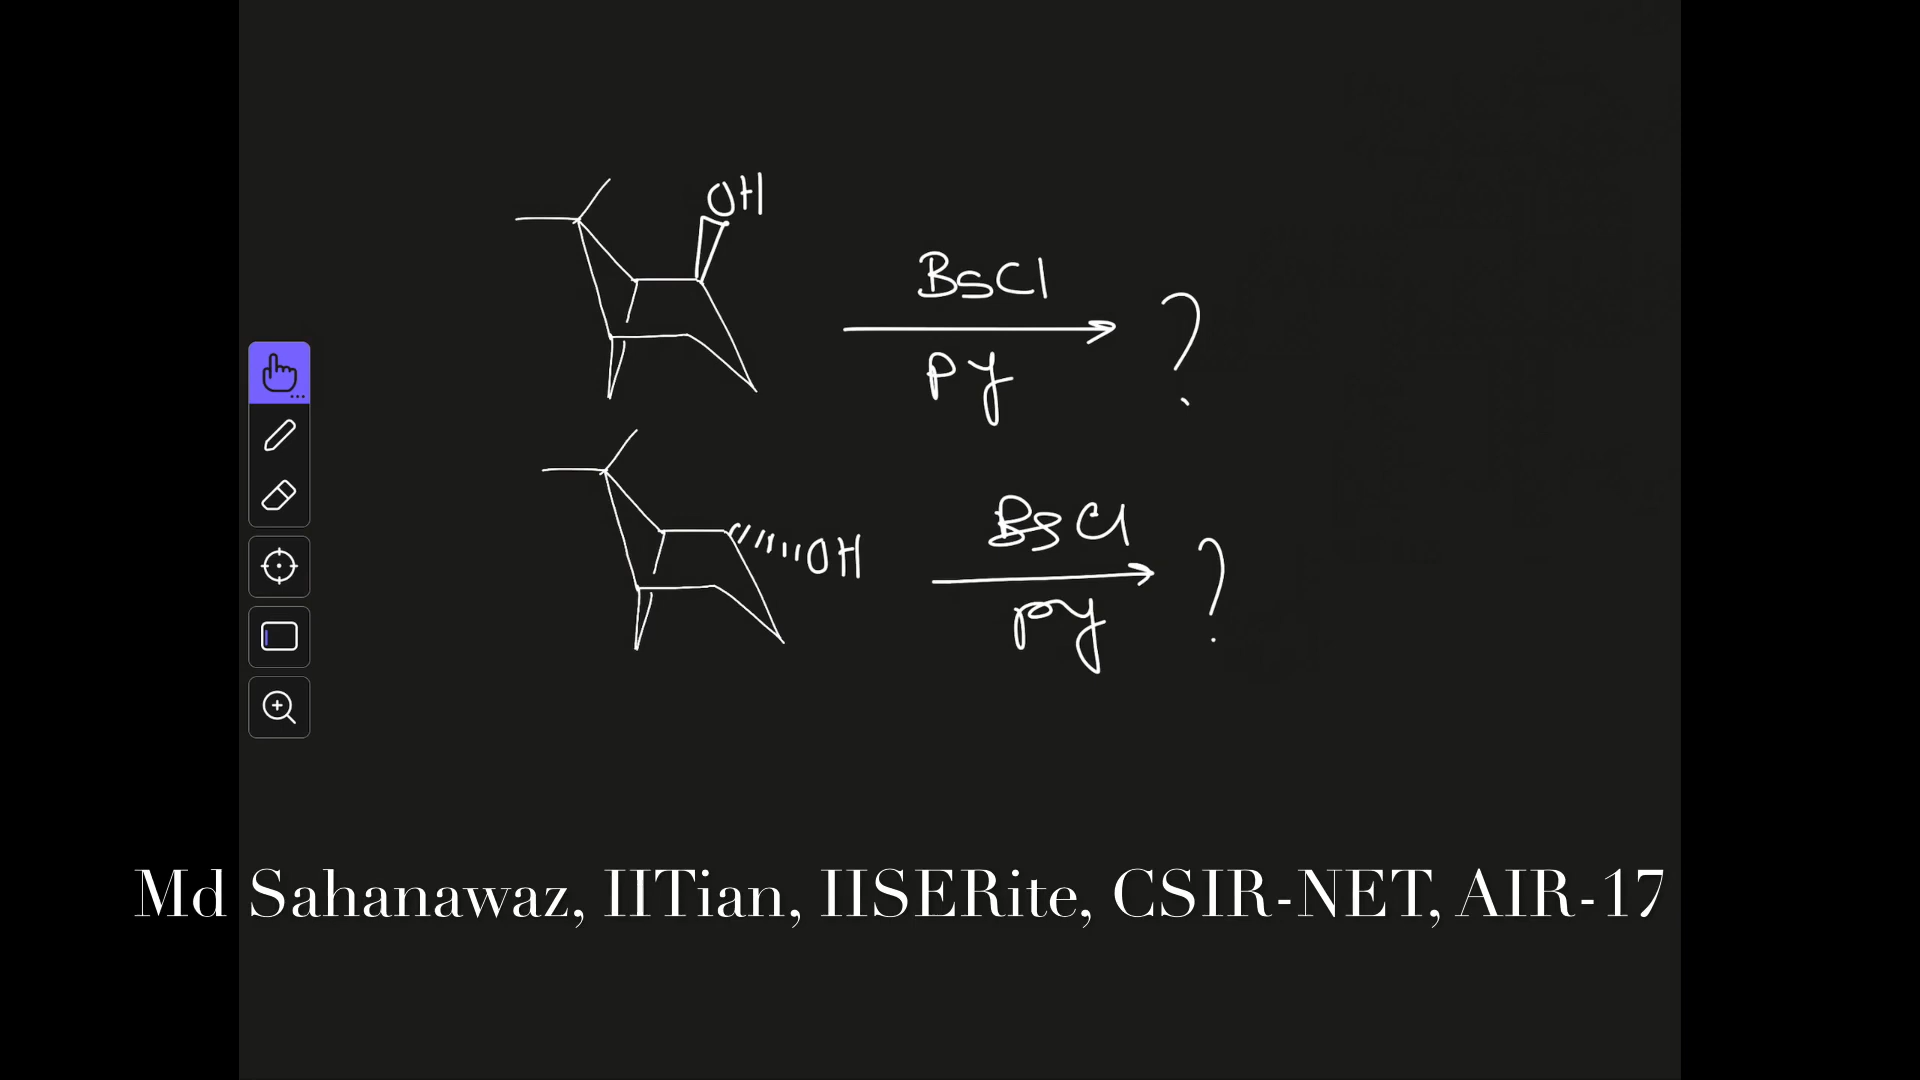 OH
BsCl
?
py
OH
BsCl
?
py
Md Sahanawaz, IITian, IISERite, CSIR-NET, AIR-17